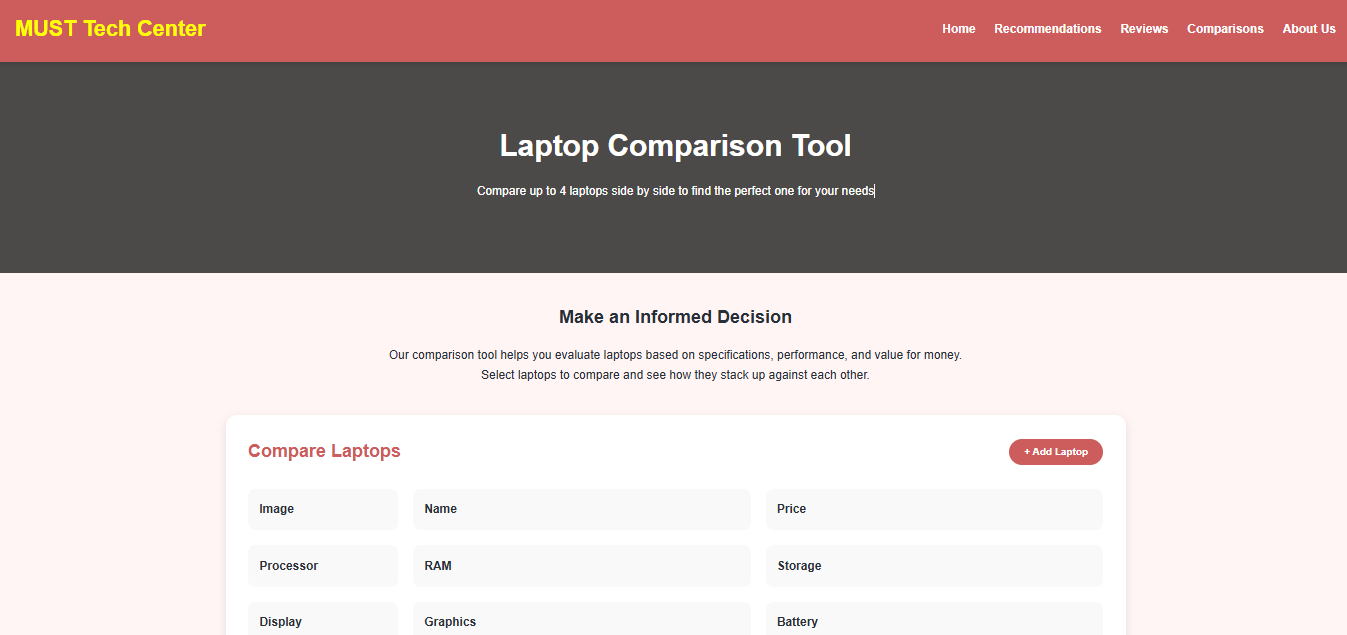 MUST Tech Center
Home Recommendations Reviews Comparisons About Us
Laptop Comparison Tool
Compare up to 4 laptops side by side to find the perfect one for your needs
Make an Informed Decision
Our comparison tool helps you evaluate laptops based on specifications, performance, and value for money.
Select laptops to compare and see how they stack up against each other.
Compare Laptops
+ Add Laptop
Image Name Price
Processor RAM Storage
Display Graphics Battery